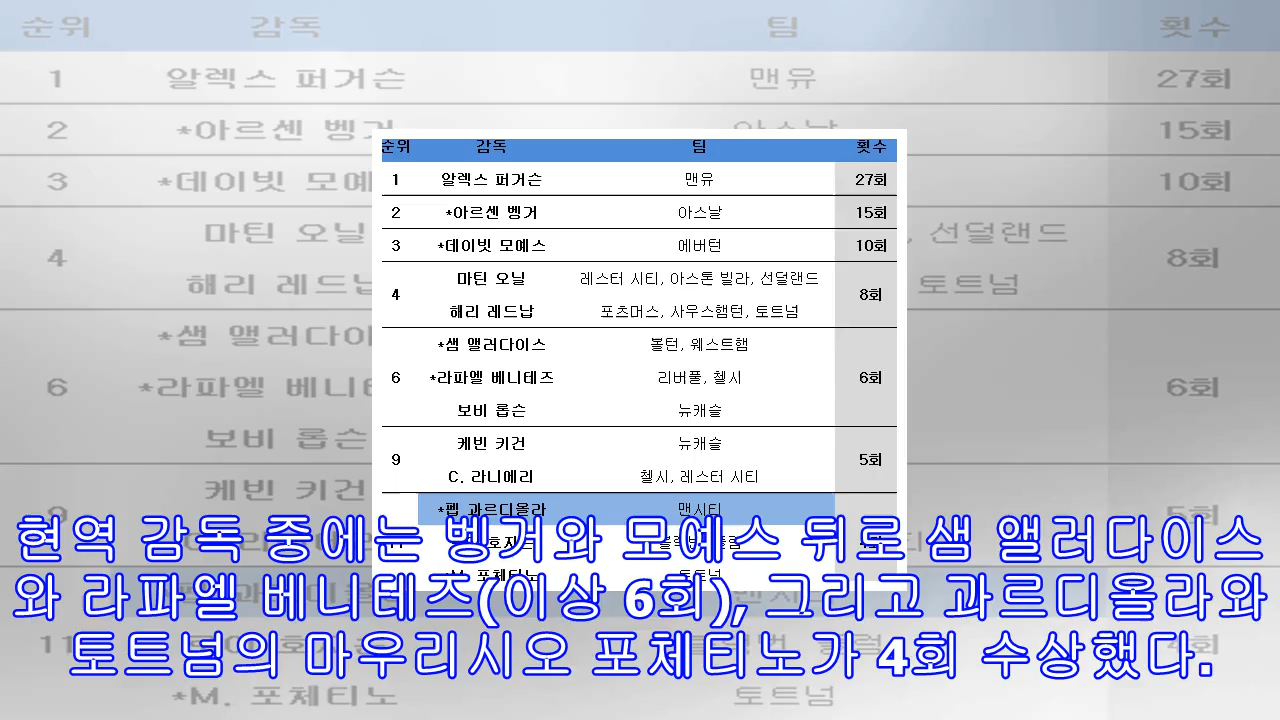 순위 감독 팀 횟수
1 알렉스 퍼거슨 맨유 27회
2 *아르센 벵거 아스날 15회
3 *데이빗 모예스 에버턴 10회
마틴 오닐 레스터 시티, 아스톤 빌라, 선덜랜드
4 8회
해리 레드냅 포츠머스, 사우스햄턴, 토트넘
*샘 앨러다이스 볼턴, 웨스트햄
6 *라파엘 베니테즈 리버풀, 첼시 6회
보비 롭슨 뉴캐슬
케빈 키건 뉴캐슬
9 5회
C. 라니에리 첼시, 레스터 시티
*펩 과르디올라 맨시티
*M. 포체티노 토트넘
현역 감독 중에는 벵거와 모예스 뒤로 샘 앨러다이스
와 라파엘 베니테즈(이상 6회), 그리고 과르디올라와
토트넘의 마우리시오 포체티노가 4회 수상했다.